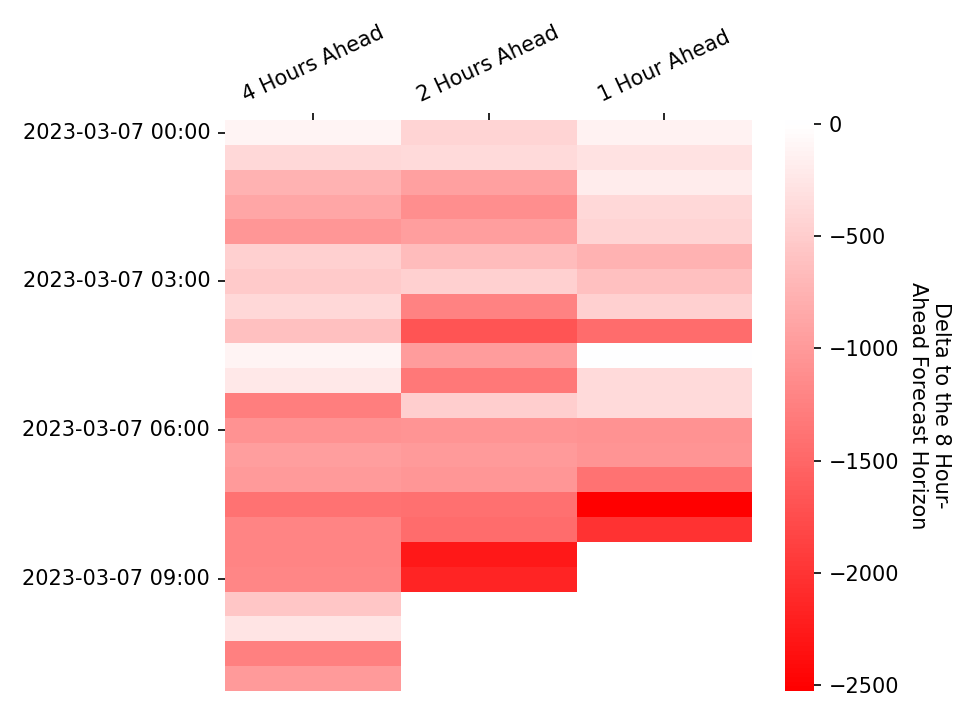 4 Hours Ahead
2 Hours Ahead
1 Hour Ahead
2023-03-07 00:00
2023-03-07 03:00
2023-03-07 06:00
2023-03-07 09:00
0
−500
−1000
−1500
−2000
−2500
Delta to the 8 Hour-
Ahead Forecast Horizon